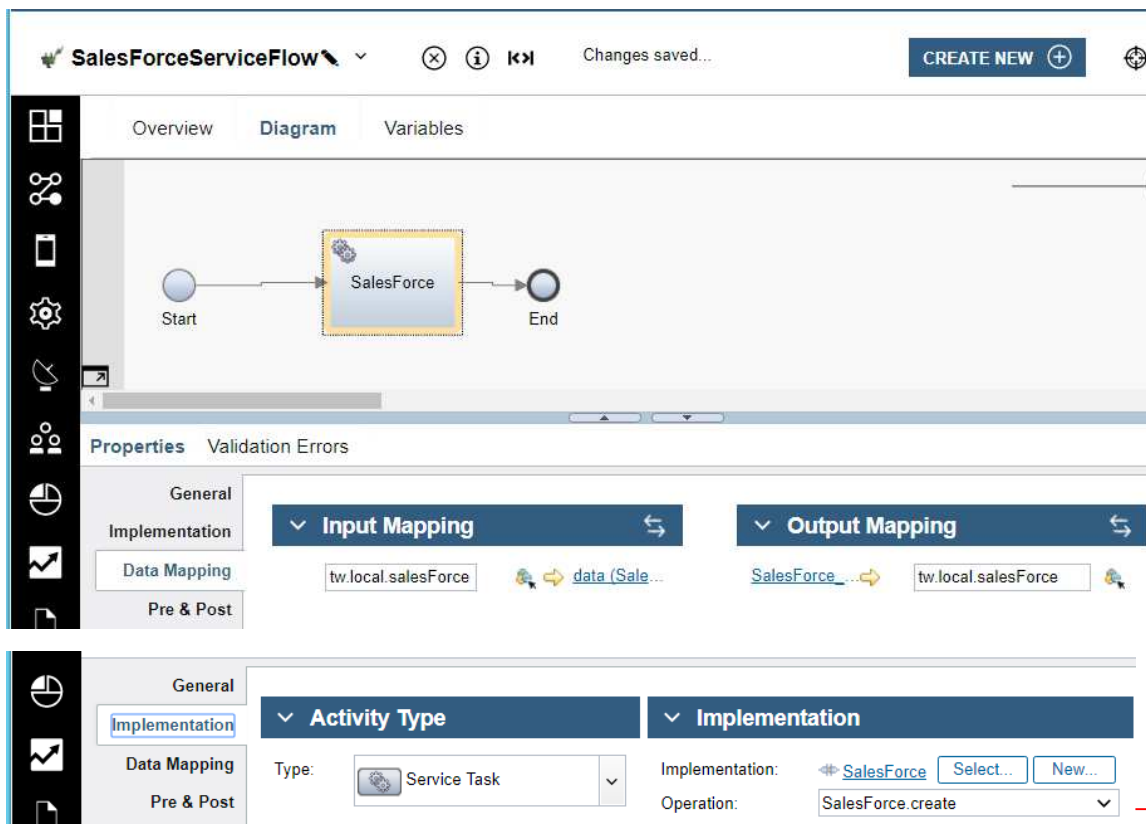 SalesForceServiceFlow
Changes saved...
CREATE NEW
Overview Diagram Variables
SalesForce
Start
End
Properties Validation Errors
General
Implementation
Data Mapping
Pre & Post
Input Mapping
tw.local.salesForce data (Sale...
Output Mapping
SalesForce_... tw.local.salesForce
General
Implementation
Data Mapping
Pre & Post
Activity Type
Type: Service Task
Implementation
Implementation: SalesForce Select... New...
Operation: SalesForce.create